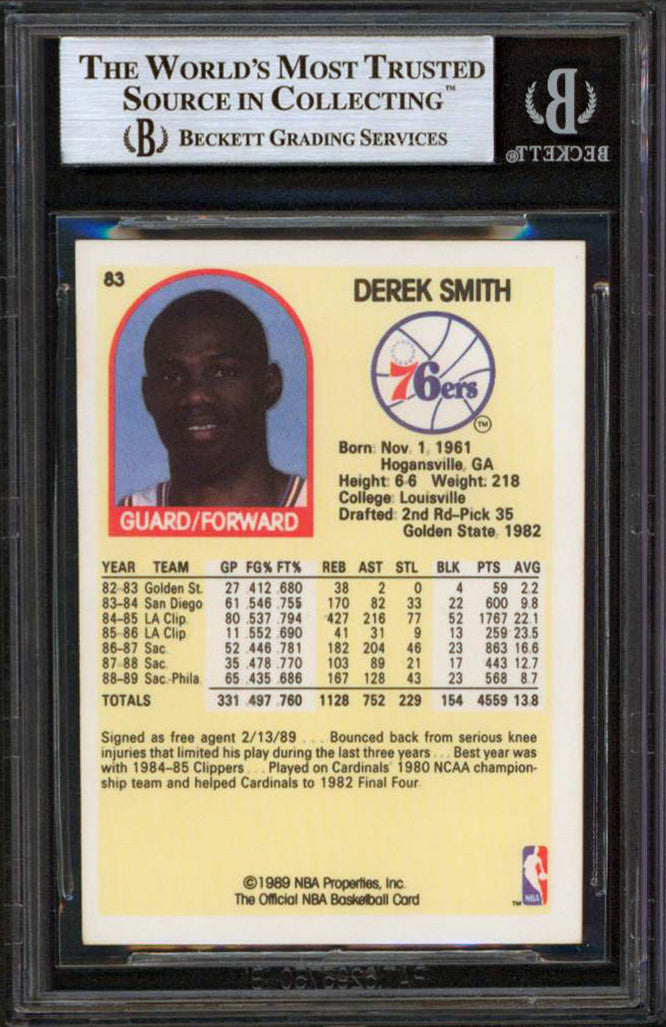 THE WORLD'S MOST TRUSTED
SOURCE IN COLLECTING™
B BECKETT GRADING SERVICES
B
BECKETT®
83
DEREK SMITH
76ers
TM
Born: Nov. 1, 1961
Hogansville, GA
Height: 6-6 Weight: 218
College: Louisville
Drafted: 2nd Rd-Pick 35
Golden State, 1982
GUARD/FORWARD
YEAR TEAM GP FG% FT% REB AST STL BLK PTS AVG
82-83 Golden St. 27 .412 .680 38 2 0 4 59 2.2
83-84 San Diego 61 .546 .755 170 82 33 22 600 9.8
84-85 LA Clip. 80 .537 .794 427 216 77 52 1767 22.1
85-86 LA Clip. 11 .552 .690 41 31 9 13 259 23.5
86-87 Sac. 52 .446 .781 182 204 46 23 863 16.6
87-88 Sac. 35 .478 .770 103 89 21 17 443 12.7
88-89 Sac.-Phila. 65 .435 .686 167 128 43 23 568 8.7
TOTALS 331 .497 .760 1128 752 229 154 4559 13.8
Signed as free agent 2/13/89 . . . Bounced back from serious knee
injuries that limited his play during the last three years . . . Best year was
with 1984-85 Clippers . . . Played on Cardinals' 1980 NCAA champion-
ship team and helped Cardinals to 1982 Final Four.
©1989 NBA Properties, Inc.
The Official NBA Basketball Card
TM
NBA